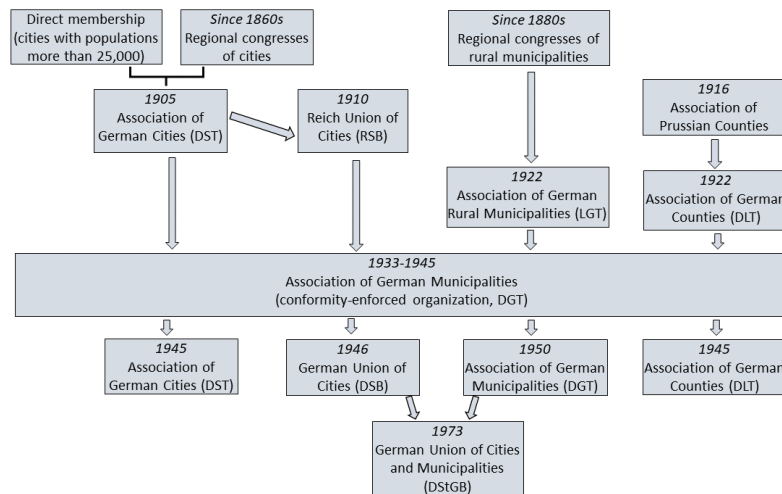 Direct membership
(cities with populations
more than 25,000)
Since 1860s
Regional congresses
of cities
Since 1880s
Regional congresses of
rural municipalities
1905
Association of
German Cities (DST)
1910
Reich Union of
Cities (RSB)
1916
Association of
Prussian Counties
1922
Association of German
Rural Municipalities (LGT)
1922
Association of German
Counties (DLT)
1933-1945
Association of German Municipalities
(conformity-enforced organization, DGT)
1945
Association of
German Cities (DST)
1946
German Union of
Cities (DSB)
1950
Association of German
Municipalities (DGT)
1945
Association of German
Counties (DLT)
1973
German Union of Cities
and Municipalities
(DStGB)